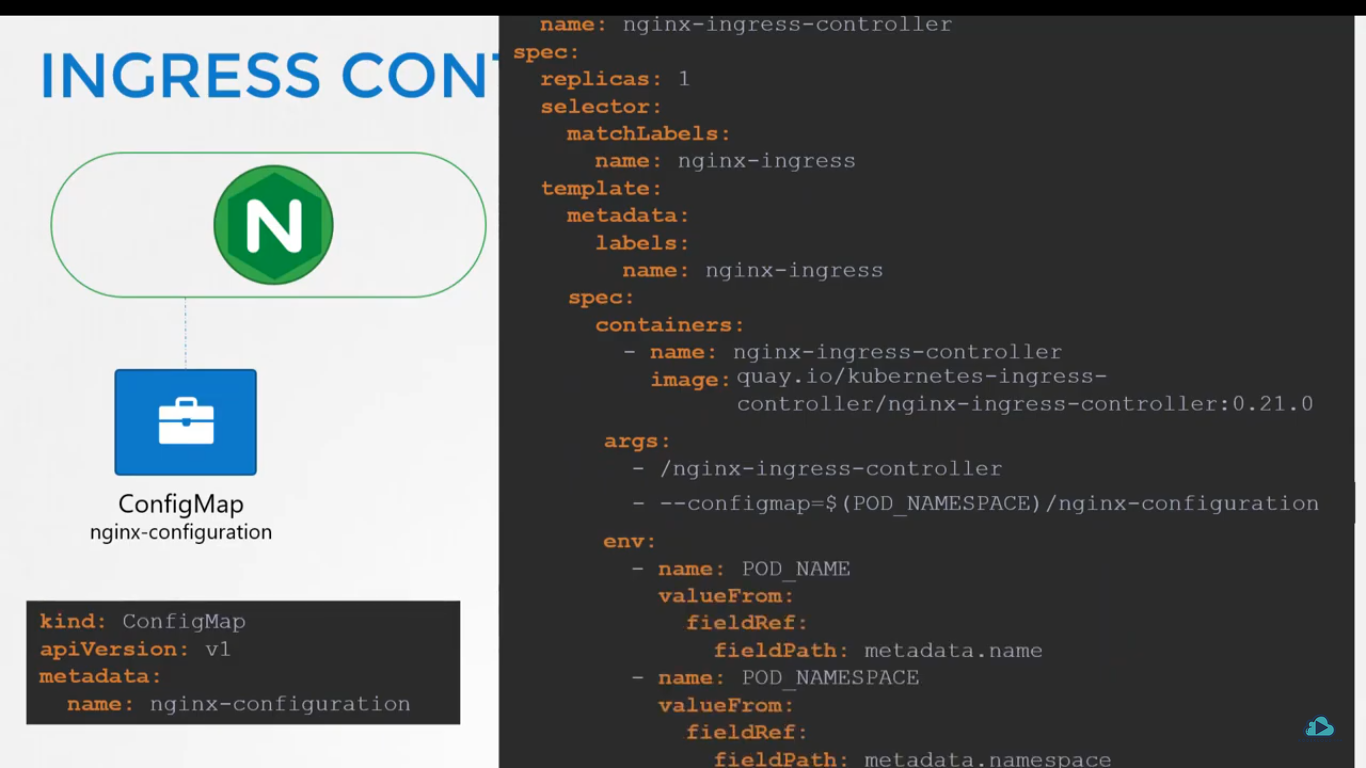 INGRESS CONT
N
ConfigMap
nginx-configuration
kind: ConfigMap
apiVersion: v1
metadata:
  name: nginx-configuration
name: nginx-ingress-controller
spec:
  replicas: 1
  selector:
    matchLabels:
      name: nginx-ingress
  template:
    metadata:
      labels:
        name: nginx-ingress
    spec:
      containers:
        - name: nginx-ingress-controller
          image: quay.io/kubernetes-ingress-
controller/nginx-ingress-controller:0.21.0
      args:
        - /nginx-ingress-controller
        - --configmap=$(POD_NAMESPACE)/nginx-configuration
      env:
        - name: POD_NAME
          valueFrom:
            fieldRef:
              fieldPath: metadata.name
        - name: POD_NAMESPACE
          valueFrom:
            fieldRef:
              fieldPath: metadata.namespace